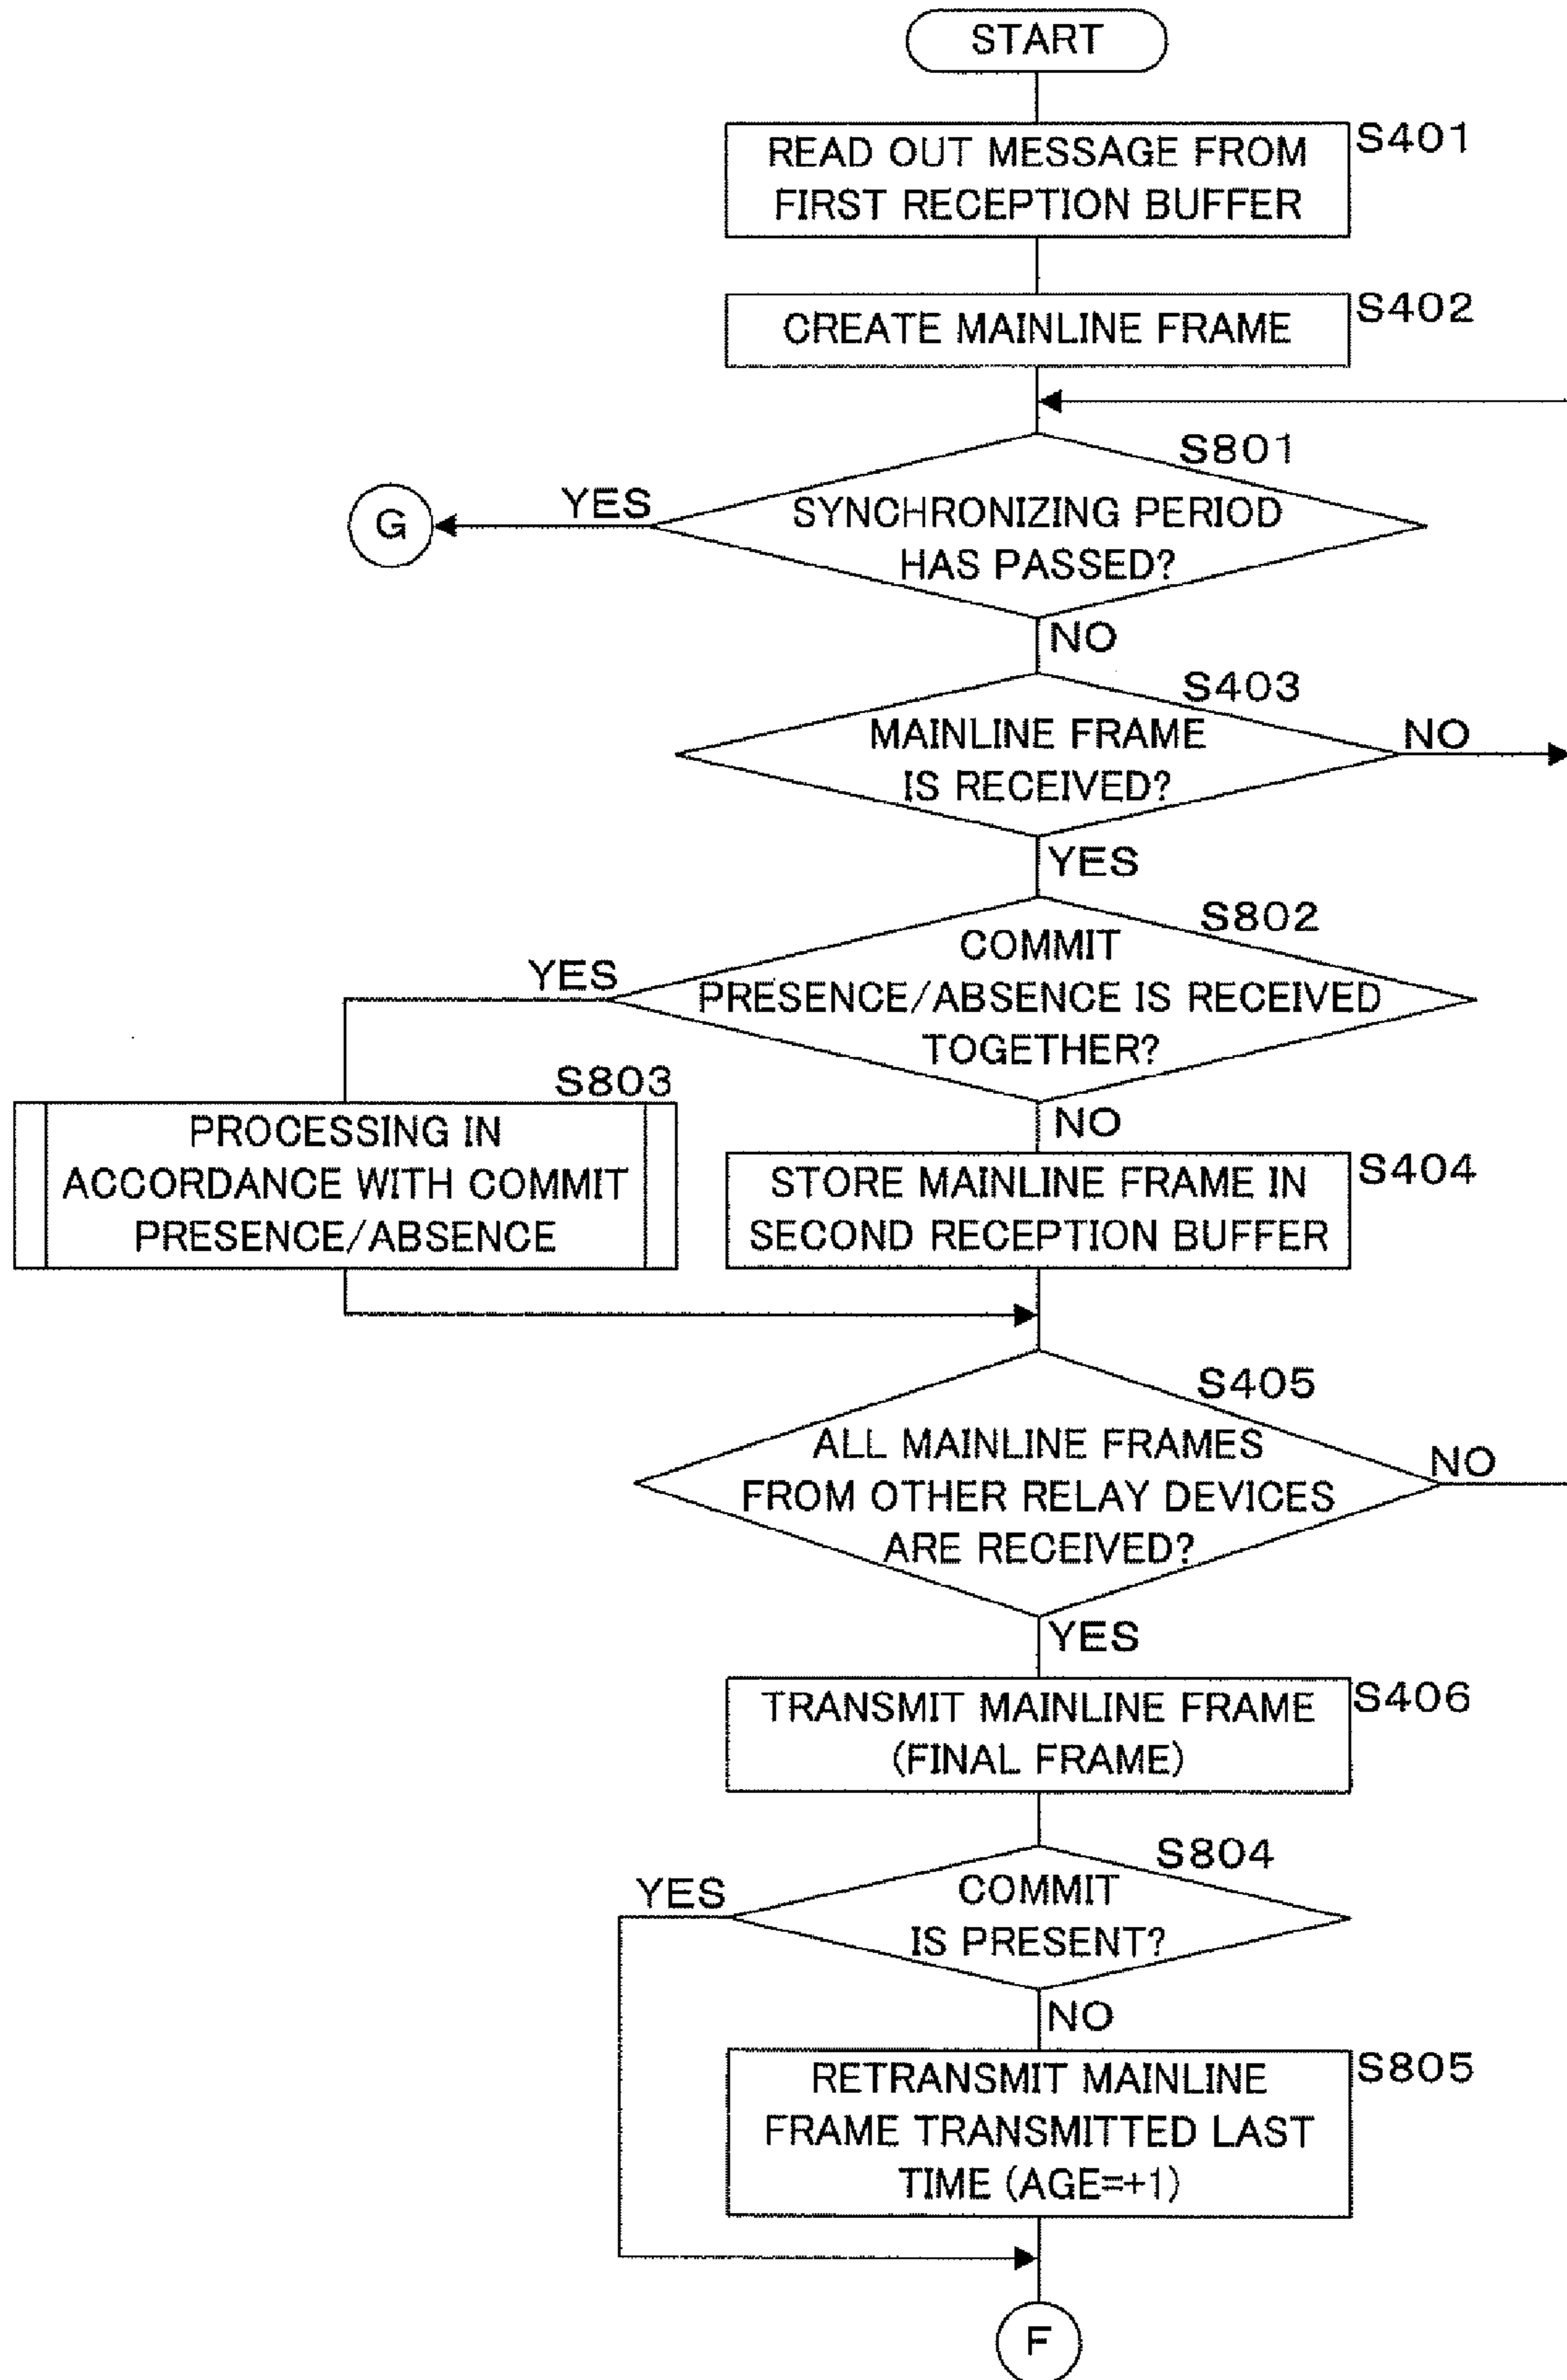 START
S401
READ OUT MESSAGE FROM
FIRST RECEPTION BUFFER
S402
CREATE MAINLINE FRAME
S801
YES
G
SYNCHRONIZING PERIOD
HAS PASSED?
NO
S403
MAINLINE FRAME
IS RECEIVED?
NO
YES
S802
COMMIT
PRESENCE/ABSENCE IS RECEIVED
TOGETHER?
YES
NO
S803
PROCESSING IN
ACCORDANCE WITH COMMIT
PRESENCE/ABSENCE
S404
STORE MAINLINE FRAME IN
SECOND RECEPTION BUFFER
S405
ALL MAINLINE FRAMES
FROM OTHER RELAY DEVICES
ARE RECEIVED?
NO
YES
S406
TRANSMIT MAINLINE FRAME
(FINAL FRAME)
S804
YES
COMMIT
IS PRESENT?
NO
S805
RETRANSMIT MAINLINE
FRAME TRANSMITTED LAST
TIME (AGE=+1)
F